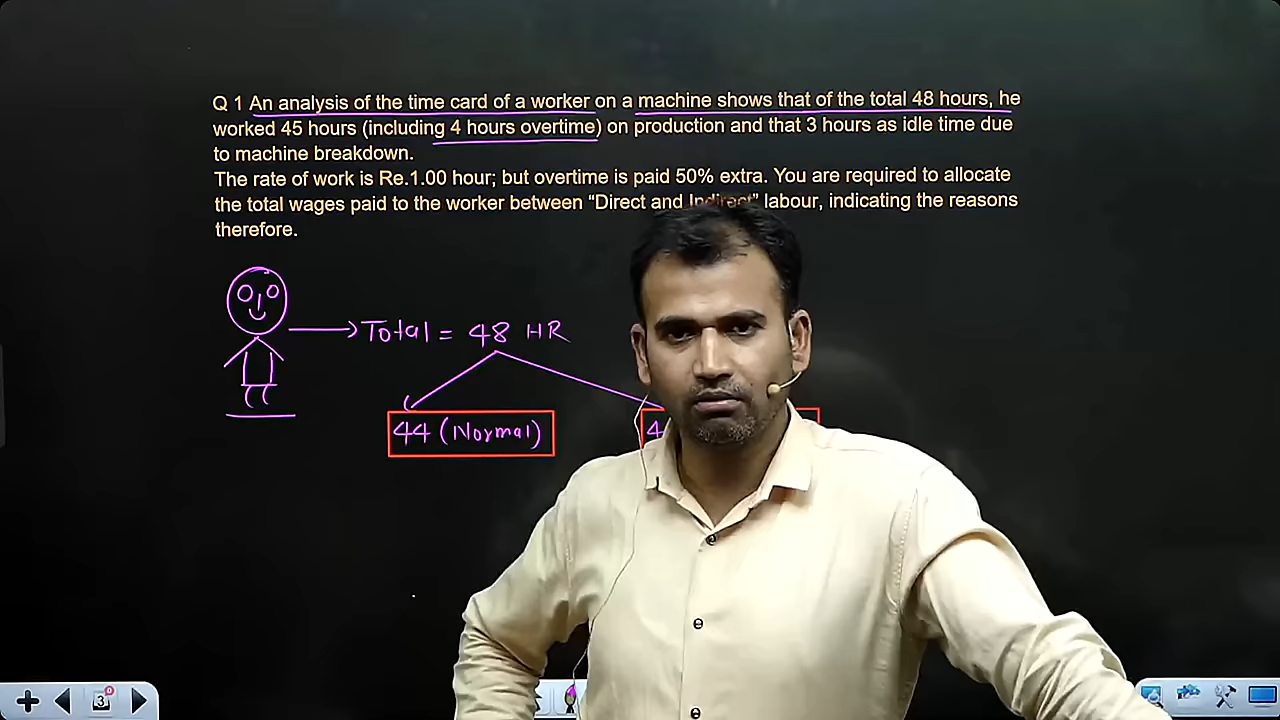 Q 1 An analysis of the time card of a worker on a machine shows that of the total 48 hours, he
worked 45 hours (including 4 hours overtime) on production and that 3 hours as idle time due
to machine breakdown.
The rate of work is Re.1.00 hour; but overtime is paid 50% extra. You are required to allocate
the total wages paid to the worker between “Direct and Indirect” labour, indicating the reasons
therefore.
Total = 48 HR
44 (Normal) 4
3